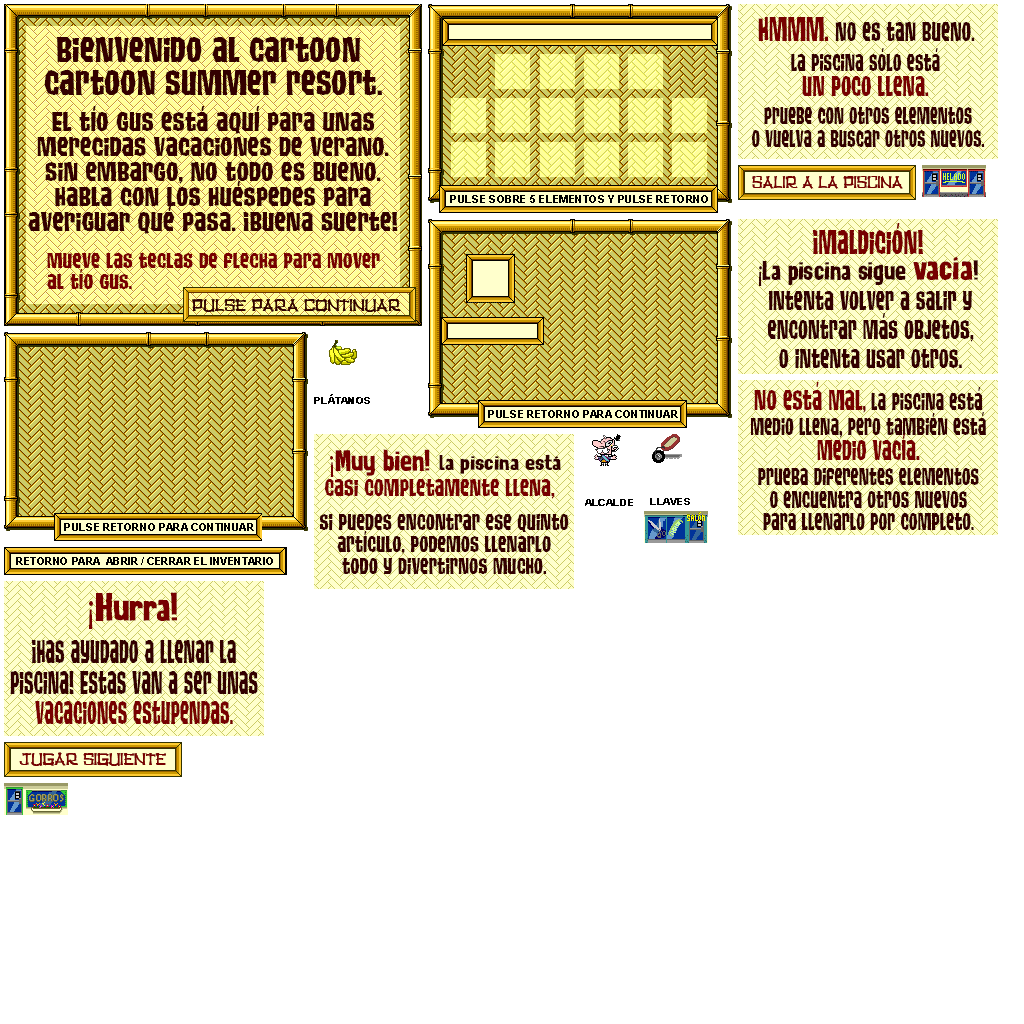 Bienvenido al Cartoon
Cartoon Summer Resort.
El tío Gus está aquí para unas
merecidas vacaciones de verano.
Sin embargo, no todo es bueno.
Habla con los huéspedes para
averiguar qué pasa. ¡Buena suerte!
Mueve las teclas de flecha para mover
al tío Gus.
PULSE PARA CONTINUAR
PULSE SOBRE 5 ELEMENTOS Y PULSE RETORNO
HMMM. No es tan bueno.
La piscina sólo está
UN POCO LLENA.
Pruebe con otros elementos
o vuelva a buscar otros nuevos.
SALIR A LA PISCINA
HELADO
¡Maldición!
¡La piscina sigue vacía!
Intenta volver a salir y
encontrar más objetos,
o intenta usar otros.
PULSE RETORNO PARA CONTINUAR
PLÁTANOS
No está mal, la piscina está
medio llena, pero también está
medio vacía.
Prueba diferentes elementos
o encuentra otros nuevos
para llenarlo por completo.
PULSE RETORNO PARA CONTINUAR
¡Muy bien! La piscina está
casi completamente llena,
si puedes encontrar ese quinto
artículo, podemos llenarlo
todo y divertirnos mucho.
ALCALDE
LLAVES
SALÓN
RETORNO PARA ABRIR / CERRAR EL INVENTARIO
¡Hurra!
¡Has ayudado a llenar la
piscina! Estas van a ser unas
vacaciones estupendas.
JUGAR SIGUIENTE
GORROS